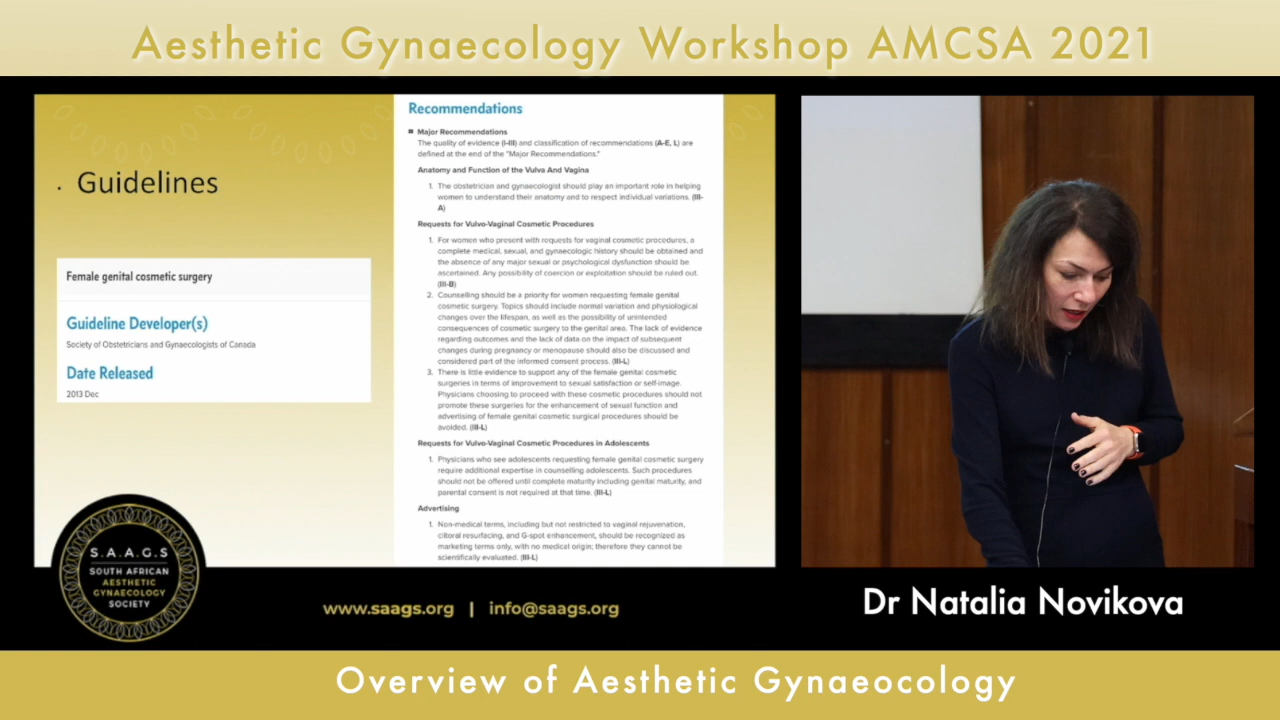 Aesthetic Gynaecology Workshop AMCSA 2021
. Guidelines
Female genital cosmetic surgery
Guideline Developer(s)
Society of Obstetricians and Gynaecologists of Canada
Date Released
2013 Dec
Recommendations
■ Major Recommendations
The quality of evidence (I-III) and classification of recommendations (A-E, L) are
defined at the end of the "Major Recommendations."
Anatomy and Function of the Vulva And Vagina
1. The obstetrician and gynaecologist should play an important role in helping
women to understand their anatomy and to respect individual variations. (III-
A)
Requests for Vulvo-Vaginal Cosmetic Procedures
1. For women who present with requests for vaginal cosmetic procedures, a
complete medical, sexual, and gynaecologic history should be obtained and
the absence of any major sexual or psychological dysfunction should be
ascertained. Any possibility of coercion or exploitation should be ruled out.
(III-B)
2. Counselling should be a priority for women requesting female genital
cosmetic surgery. Topics should include normal variation and physiological
changes over the lifespan, as well as the possibility of unintended
consequences of cosmetic surgery to the genital area. The lack of evidence
regarding outcomes and the lack of data on the impact of subsequent
changes during pregnancy or menopause should also be discussed and
considered part of the informed consent process. (III-L)
3. There is little evidence to support any of the female genital cosmetic
surgeries in terms of improvement to sexual satisfaction or self-image.
Physicians choosing to proceed with these cosmetic procedures should not
promote these surgeries for the enhancement of sexual function and
advertising of female genital cosmetic surgical procedures should be
avoided. (III-L)
Requests for Vulvo-Vaginal Cosmetic Procedures in Adolescents
1. Physicians who see adolescents requesting female genital cosmetic surgery
require additional expertise in counselling adolescents. Such procedures
should not be offered until complete maturity including genital maturity, and
parental consent is not required at that time. (III-L)
Advertising
1. Non-medical terms, including but not restricted to vaginal rejuvenation,
clitoral resurfacing, and G-spot enhancement, should be recognized as
marketing terms only, with no medical origin; therefore they cannot be
scientifically evaluated. (III-L)
S.A.A.G.S
SOUTH AFRICAN
AESTHETIC
GYNAECOLOGY
SOCIETY
www.saags.org | info@saags.org
Dr Natalia Novikova
Overview of Aesthetic Gynaeocology